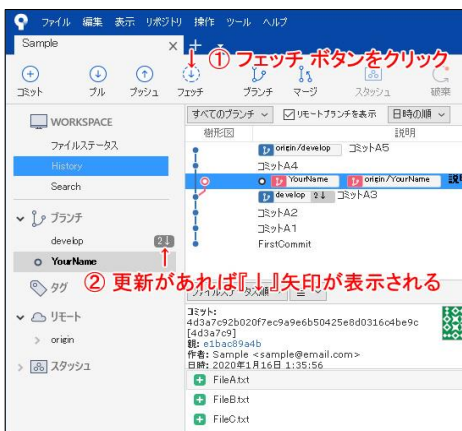 ファイル 編集 表示 リポジトリ 操作 ツール ヘルプ
Sample × +
① フェッチ ボタンをクリック
コミット プル プッシュ フェッチ ブランチ マージ スタッシュ 破棄
WORKSPACE
ファイルステータス
History
Search
ブランチ
develop 2↓
YourName
② 更新があれば『↓』矢印が表示される
タグ
リモート
origin
スタッシュ
すべてのブランチ リモートブランチを表示 日時の順
樹形図 説明
origin/develop コミットA5
コミットA4
YourName origin/YourName
develop 2↓ コミットA3
コミットA2
コミットA1
FirstCommit
コミット:
4d3a7c92b020f7ec9a9e6b50425e8d0316c4be9c
[4d3a7c9]
親: e1bac89a4b
作者: Sample <sample@email.com>
日時: 2020年1月16日 1:35:56
FileA.txt
FileB.txt
FileC.txt